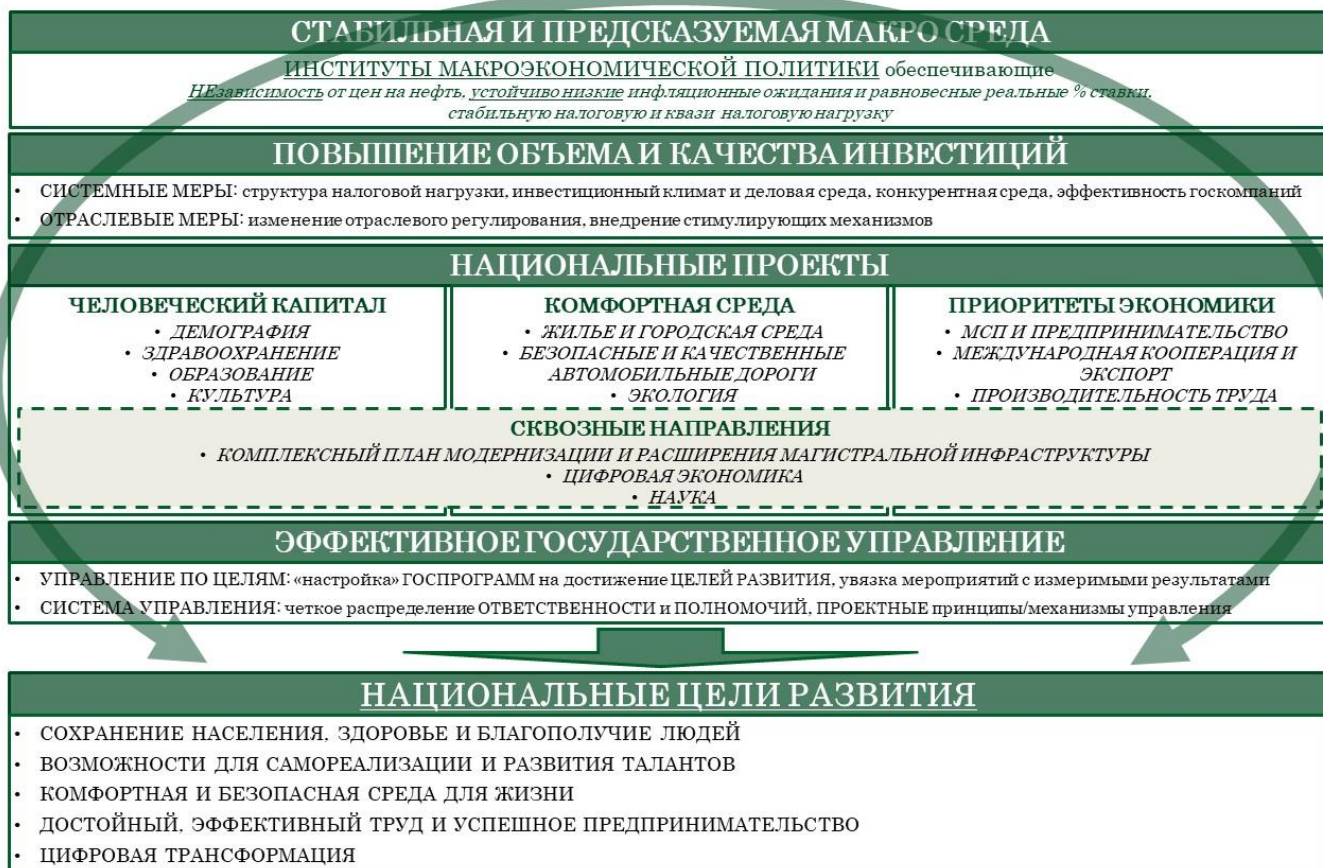 СТАБИЛЬНАЯ И ПРЕДСКАЗУЕМАЯ МАКРО СРЕДА
ИНСТИТУТЫ МАКРОЭКОНОМИЧЕСКОЙ ПОЛИТИКИ обеспечивающие
НЕзависимость от цен на нефть, устойчиво низкие инфляционные ожидания и равновесные реальные % ставки,
стабильную налоговую и квази налоговую нагрузку
ПОВЫШЕНИЕ ОБЪЕМА И КАЧЕСТВА ИНВЕСТИЦИЙ
• СИСТЕМНЫЕ МЕРЫ: структура налоговой нагрузки, инвестиционный климат и деловая среда, конкурентная среда, эффективность госкомпаний
• ОТРАСЛЕВЫЕ МЕРЫ: изменение отраслевого регулирования, внедрение стимулирующих механизмов
НАЦИОНАЛЬНЫЕ ПРОЕКТЫ
ЧЕЛОВЕЧЕСКИЙ КАПИТАЛ
• ДЕМОГРАФИЯ
• ЗДРАВООХРАНЕНИЕ
• ОБРАЗОВАНИЕ
• КУЛЬТУРА
КОМФОРТНАЯ СРЕДА
• ЖИЛЬЕ И ГОРОДСКАЯ СРЕДА
• БЕЗОПАСНЫЕ И КАЧЕСТВЕННЫЕ
АВТОМОБИЛЬНЫЕ ДОРОГИ
• ЭКОЛОГИЯ
ПРИОРИТЕТЫ ЭКОНОМИКИ
• МСП И ПРЕДПРИНИМАТЕЛЬСТВО
• МЕЖДУНАРОДНАЯ КООПЕРАЦИЯ И
ЭКСПОРТ
• ПРОИЗВОДИТЕЛЬНОСТЬ ТРУДА
СКВОЗНЫЕ НАПРАВЛЕНИЯ
• КОМПЛЕКСНЫЙ ПЛАН МОДЕРНИЗАЦИИ И РАСШИРЕНИЯ МАГИСТРАЛЬНОЙ ИНФРАСТРУКТУРЫ
• ЦИФРОВАЯ ЭКОНОМИКА
• НАУКА
ЭФФЕКТИВНОЕ ГОСУДАРСТВЕННОЕ УПРАВЛЕНИЕ
• УПРАВЛЕНИЕ ПО ЦЕЛЯМ: «настройка» ГОСПРОГРАММ на достижение ЦЕЛЕЙ РАЗВИТИЯ, увязка мероприятий с измеримыми результатами
• СИСТЕМА УПРАВЛЕНИЯ: четкое распределение ОТВЕТСТВЕННОСТИ и ПОЛНОМОЧИЙ, ПРОЕКТНЫЕ принципы/механизмы управления
НАЦИОНАЛЬНЫЕ ЦЕЛИ РАЗВИТИЯ
• СОХРАНЕНИЕ НАСЕЛЕНИЯ, ЗДОРОВЬЕ И БЛАГОПОЛУЧИЕ ЛЮДЕЙ
• ВОЗМОЖНОСТИ ДЛЯ САМОРЕАЛИЗАЦИИ И РАЗВИТИЯ ТАЛАНТОВ
• КОМФОРТНАЯ И БЕЗОПАСНАЯ СРЕДА ДЛЯ ЖИЗНИ
• ДОСТОЙНЫЙ, ЭФФЕКТИВНЫЙ ТРУД И УСПЕШНОЕ ПРЕДПРИНИМАТЕЛЬСТВО
• ЦИФРОВАЯ ТРАНСФОРМАЦИЯ